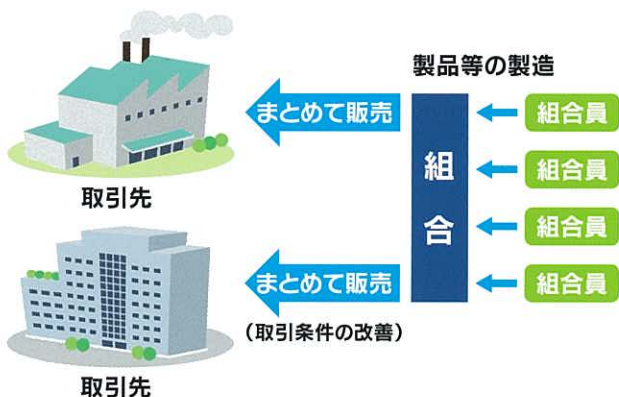 製品等の製造
まとめて販売
組合
組合員
組合員
組合員
組合員
取引先
まとめて販売
(取引条件の改善)
取引先